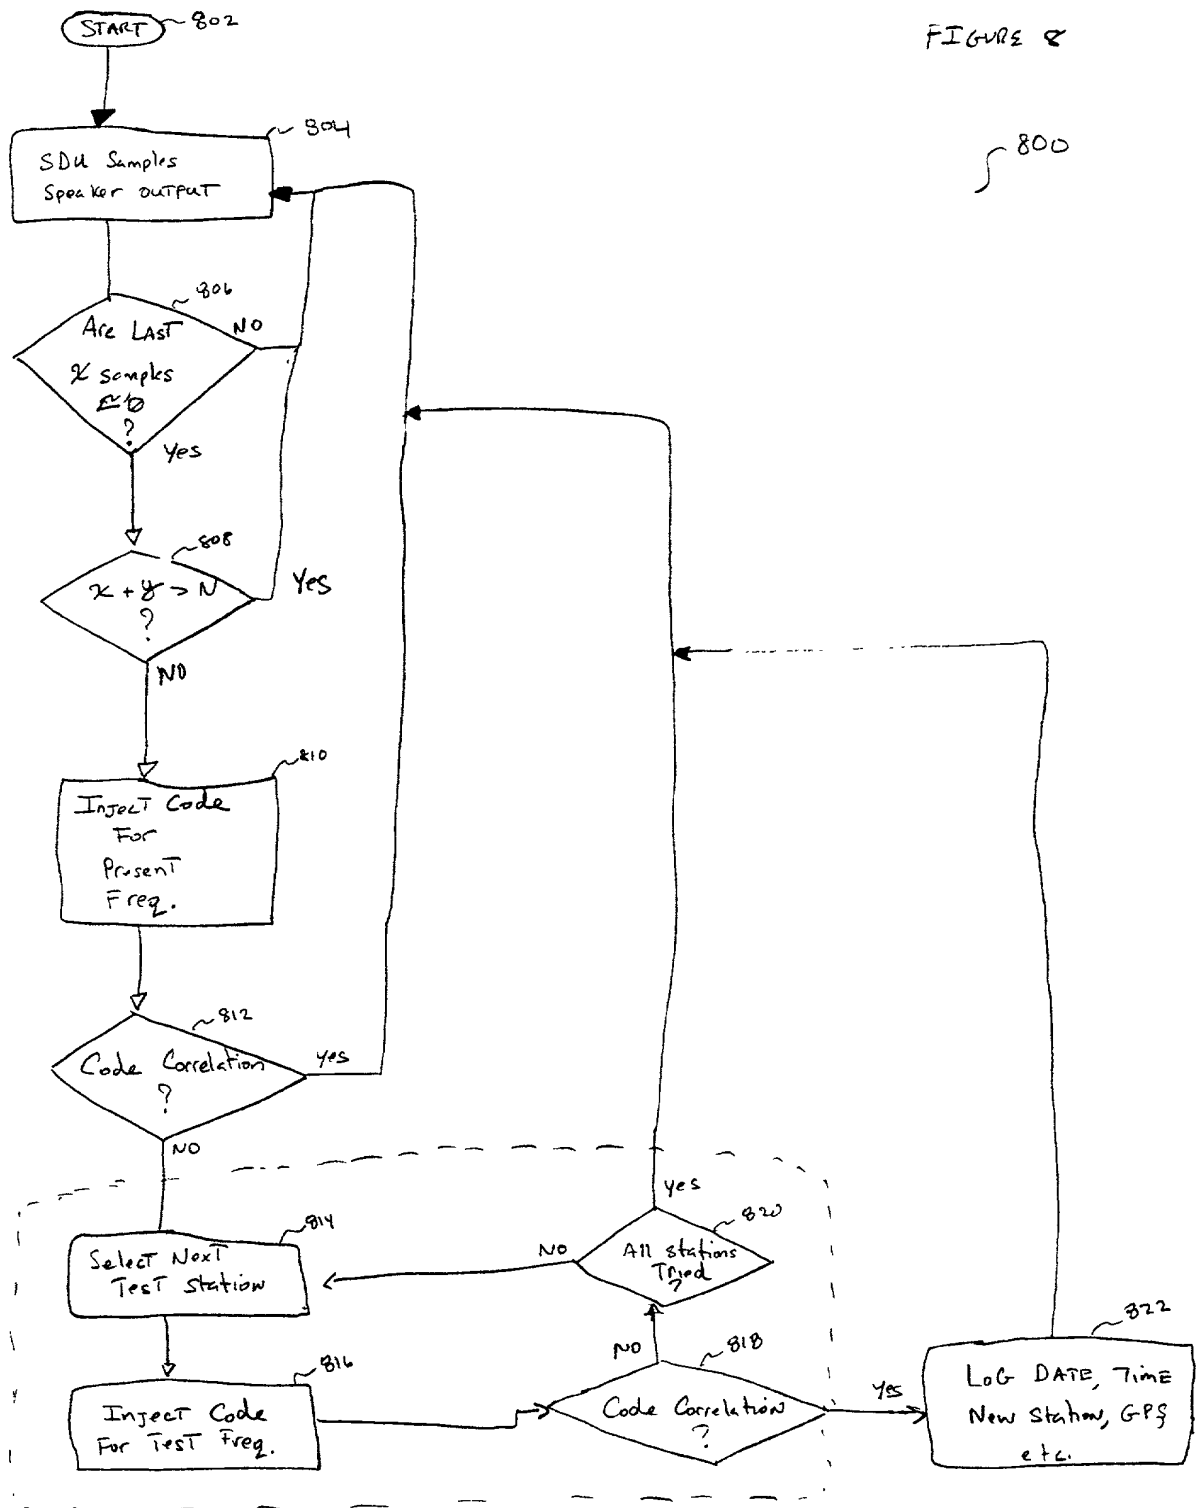 START
802
FIGURE 8
804
SDU Samples
Speaker OUTPUT
800
806
Are LAST
x samples
≈0
?
NO
Yes
808
x + y > N
?
Yes
NO
810
Inject Code
For
Present
Freq.
812
Code Correlation
?
yes
NO
814
Select Next
Test Station
NO
yes
820
All Stations
Tried
?
816
Inject Code
For Test Freq.
NO
818
Code Correlation
?
yes
822
LOG DATE, TIME
New Station, GPS
etc.